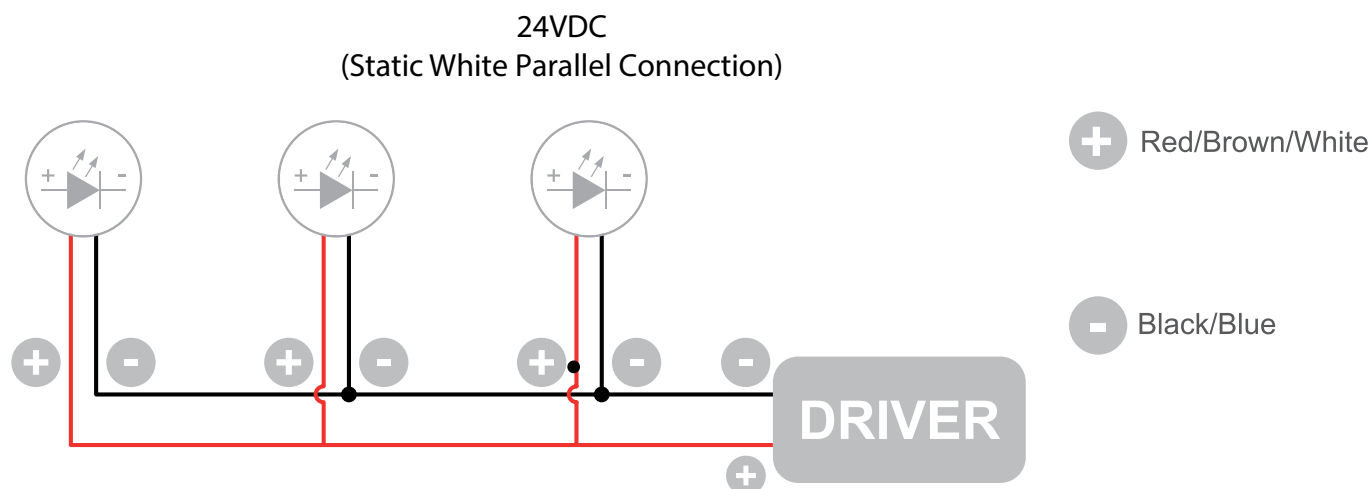 24VDC
(Static White Parallel Connection)
+ -
+ -
+ -
+ Red/Brown/White
- Black/Blue
+ -
+ -
+ -
-
DRIVER
+